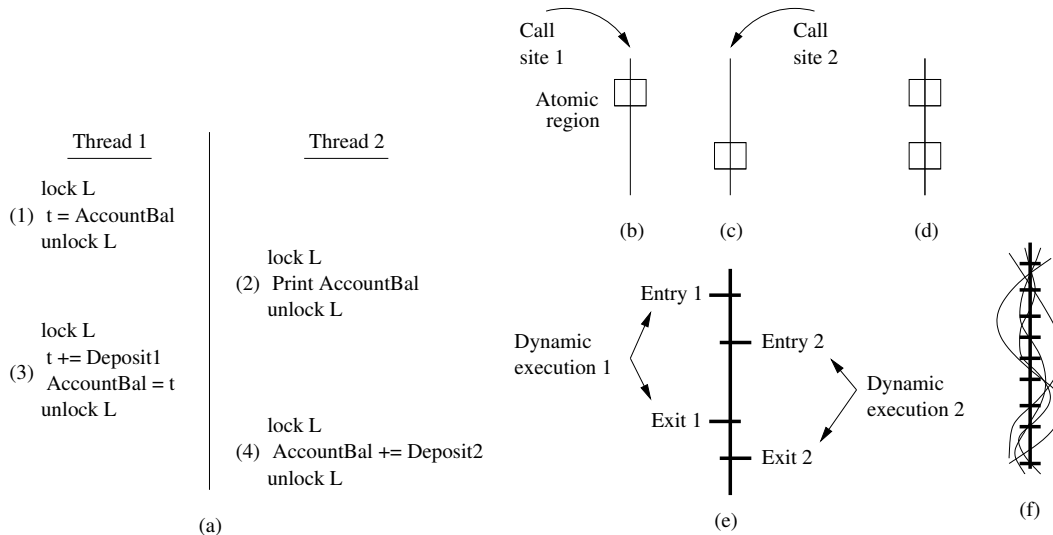 Thread 1
lock L
(1) t = AccountBal
unlock L
lock L
t += Deposit1
(3)
AccountBal = t
unlock L
Thread 2
lock L
(2) Print AccountBal
unlock L
lock L
(4) AccountBal += Deposit2
unlock L
(a)
Call
site 1
Atomic
region
(b)
Call
site 2
(c)
(d)
Entry 1
Dynamic
execution 1
Exit 1
Entry 2
Dynamic
execution 2
Exit 2
(e)
(f)